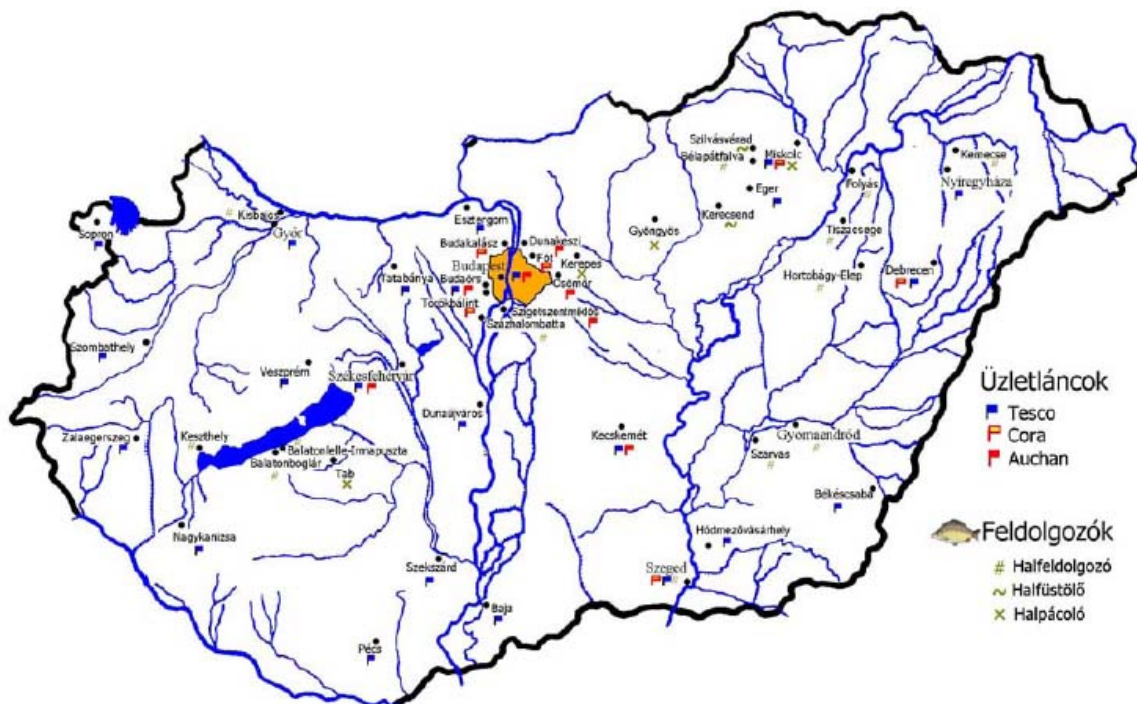 Szilvásvárad
Bélapátfalva
Miskolc
Kemecse
Folyás
Nyíregyháza
Eger
Kerecsend
Kisbajcs
Győr
Sopron
Esztergom
Gyöngyös
Tiszacsege
Budakalász
Dunakeszi
Fót
Kerepes
Budapest
Hortobágy-Elep
Debrecen
Tatabánya
Budaörs
Csömör
Törökbálint
Szigetszentmiklós
Százhalombatta
Szombathely
Veszprém
Székesfehérvár
Üzletláncok
Tesco
Cora
Auchan
Dunaújváros
Zalaegerszeg
Keszthely
Kecskemét
Gyomaendrőd
Szarvas
Balatonlelle-Irmapuszta
Balatonboglár
Tab
Békéscsaba
Nagykanizsa
Hódmezővásárhely
Feldolgozók
# Halfeldolgozó
~ Halfüstölő
× Halpácoló
Szekszárd
Szeged
Baja
Pécs